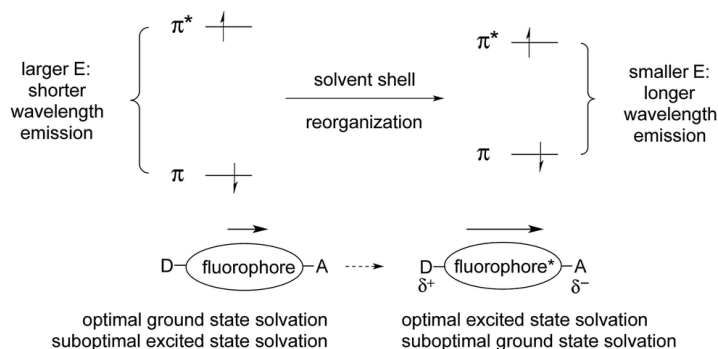 π*
larger E:
shorter
wavelength
emission
π
solvent shell
reorganization
π*
π
smaller E:
longer
wavelength
emission
D fluorophore A
D fluorophore* A
δ+ δ−
optimal ground state solvation
suboptimal excited state solvation
optimal excited state solvation
suboptimal ground state solvation